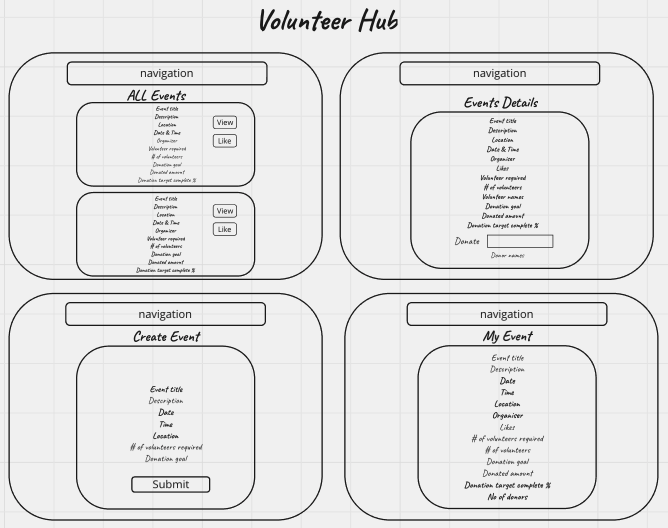 Volunteer Hub
navigation
ALL Events
Event title
Description
Location
Date & Time
Organizer
Volunteer required
# of volunteers
Donation goal
Donated amount
Donation target complete %
View
Like
Event title
Description
Location
Date & Time
Organizer
Volunteer required
# of volunteers
Donation goal
Donated amount
Donation target complete %
View
Like
navigation
Events Details
Event title
Description
Location
Date & Time
Organiser
Likes
Volunteer required
# of volunteers
Volunteer names
Donation goal
Donated amount
Donation target complete %
Donate
Donor names
navigation
Create Event
Event title
Description
Date
Time
Location
# of volunteers required
Donation goal
Submit
navigation
My Event
Event title
Description
Date
Time
Location
Organiser
Likes
# of volunteers required
# of volunteers
Donation goal
Donated amount
Donation target complete %
No of donors